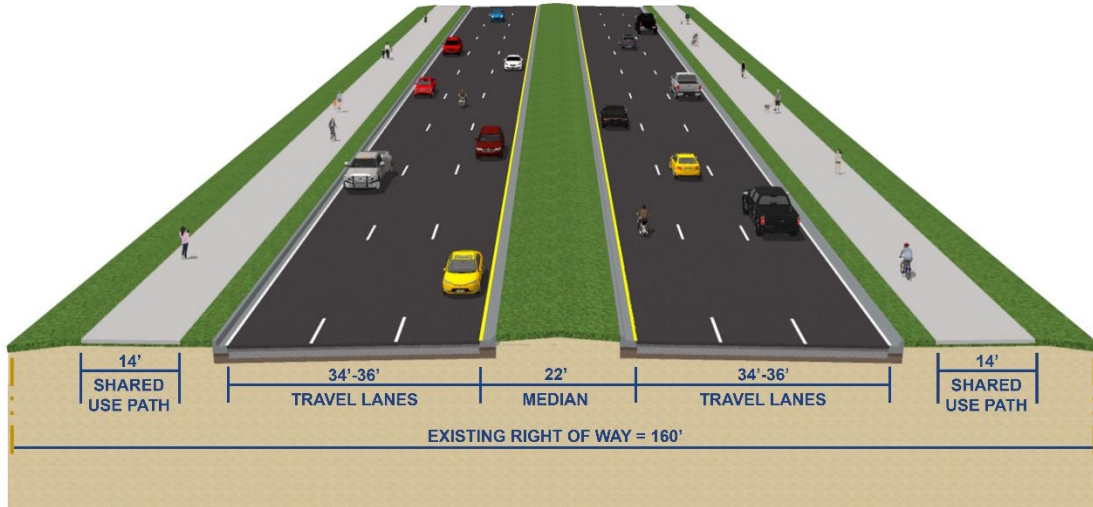 14’
SHARED
USE PATH
34’-36’
TRAVEL LANES
22’
MEDIAN
34’-36’
TRAVEL LANES
14’
SHARED
USE PATH
EXISTING RIGHT OF WAY = 160’